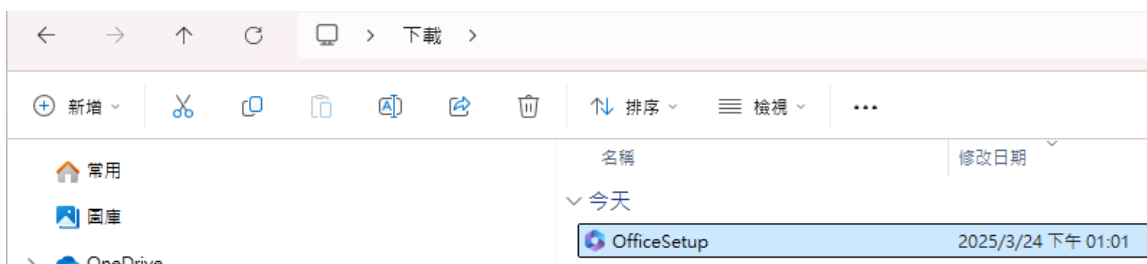 下載
新增 排序 檢視
名稱 修改日期
常用
今天
圖庫
OfficeSetup 2025/3/24 下午 01:01
OneDrive